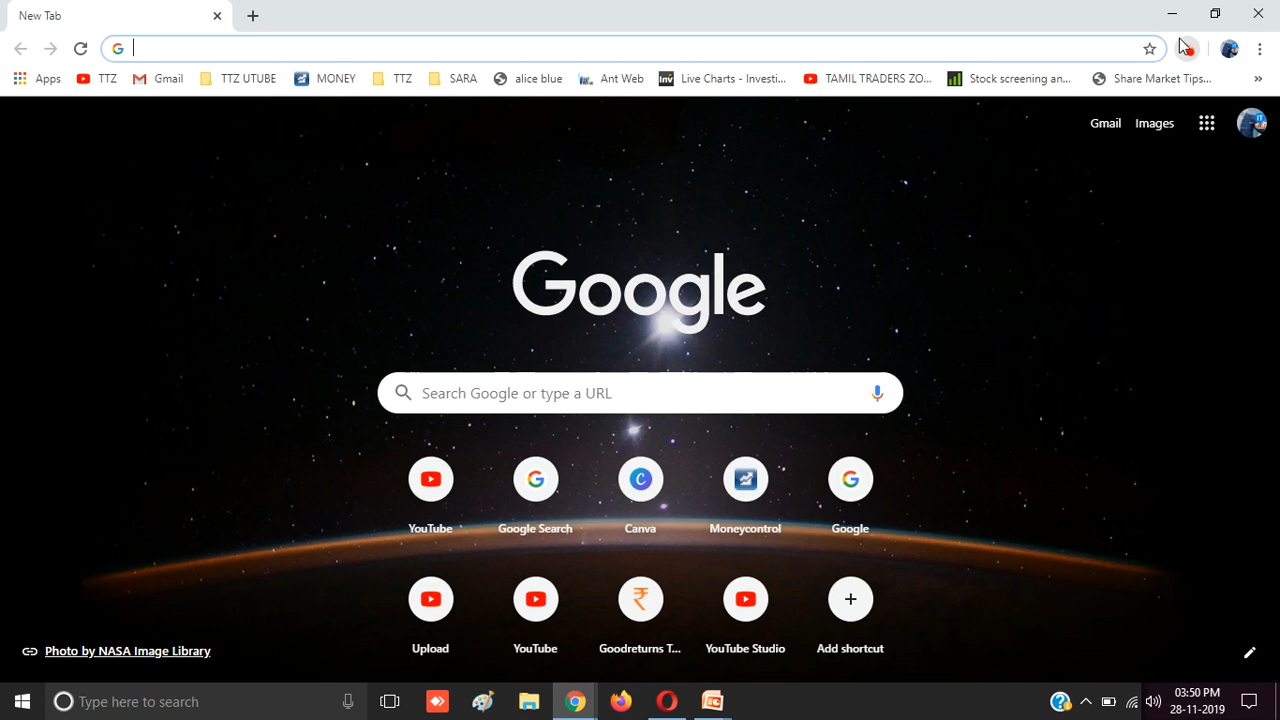 New Tab
Apps TTZ Gmail TTZ UTUBE MONEY TTZ SARA alice blue Ant Web Inv Live Charts - Investi... TAMIL TRADERS ZO... Stock screening an... Share Market Tips... »
Gmail Images
Google
Search Google or type a URL
YouTube Google Search Canva Moneycontrol Google
Upload YouTube Goodreturns T... YouTube Studio Add shortcut
Photo by NASA Image Library
Type here to search
03:50 PM
28-11-2019